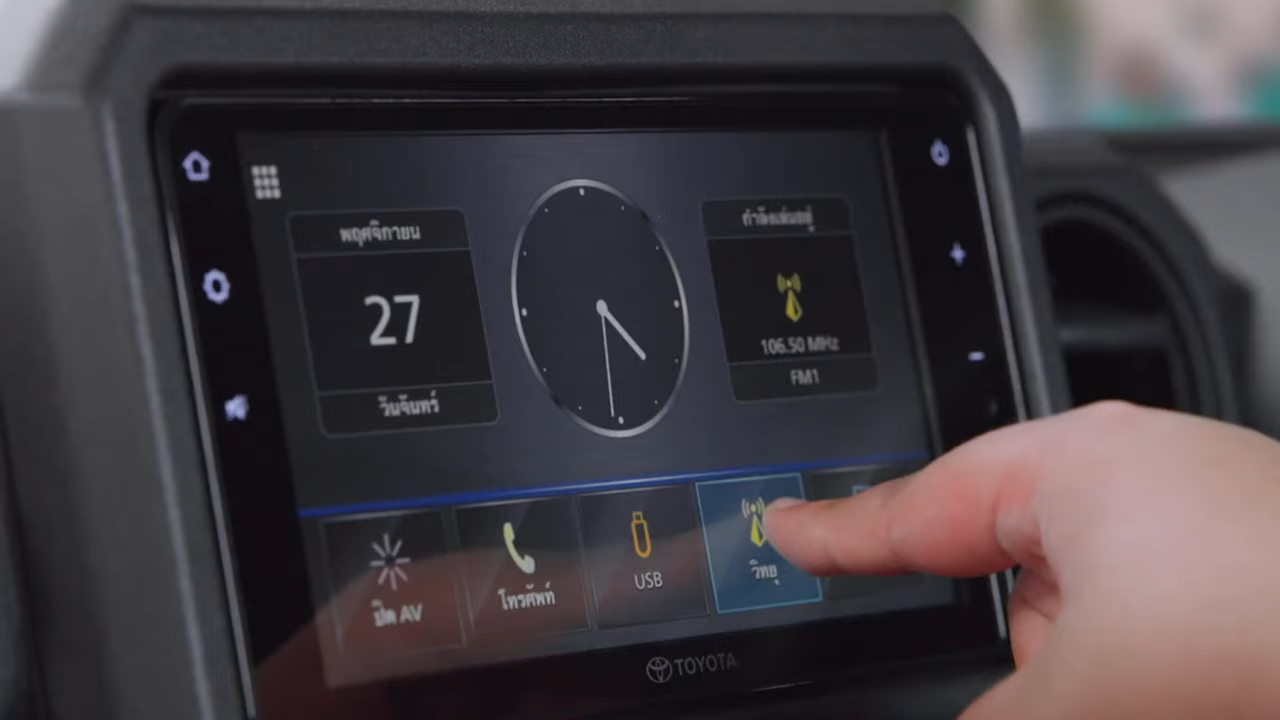 พฤศจิกายน
27
วันจันทร์
กำลังเล่นอยู่
106.50 MHz
FM1
ปิด AV
โทรศัพท์
USB
วิทยุ
TOYOTA